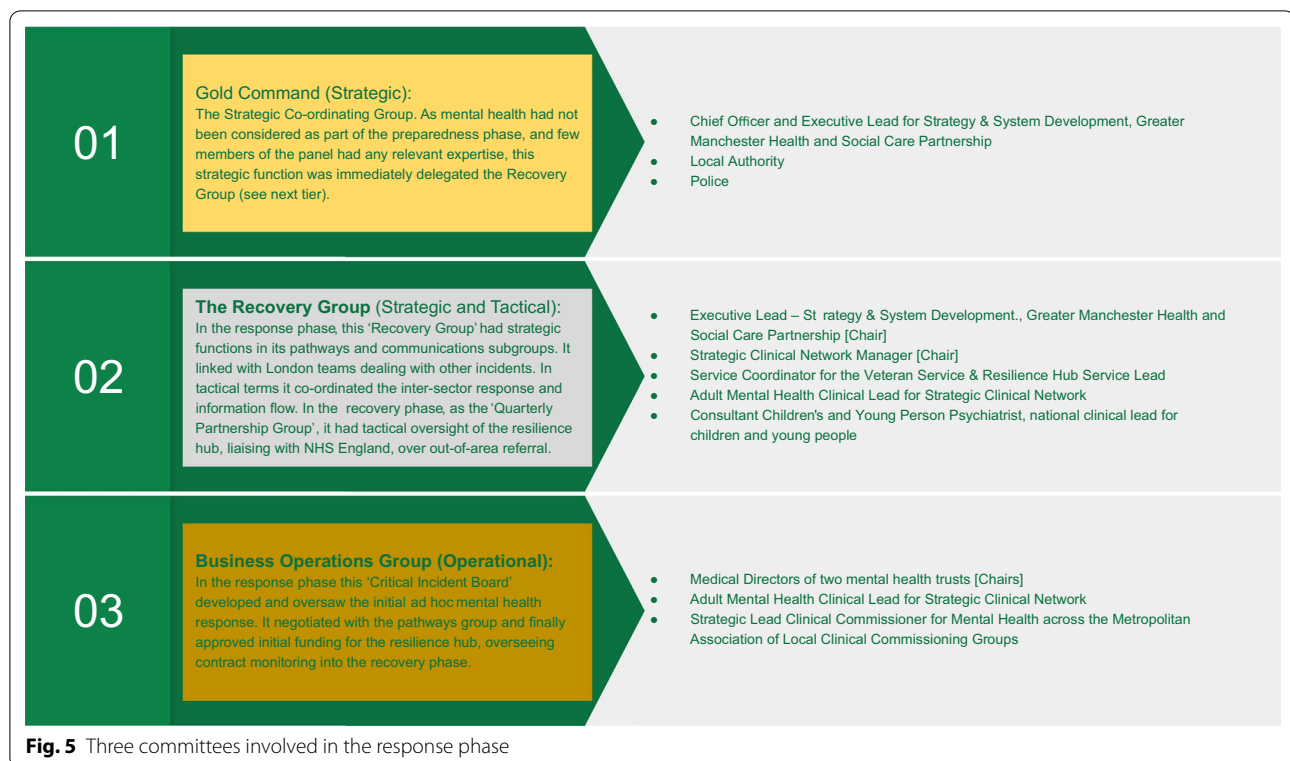 01
Gold Command (Strategic):
The Strategic Co-ordinating Group. As mental health had not
been considered as part of the preparedness phase, and few
members of the panel had any relevant expertise, this
strategic function was immediately delegated the Recovery
Group (see next tier).
● Chief Officer and Executive Lead for Strategy & System Development, Greater
Manchester Health and Social Care Partnership
● Local Authority
● Police
02
The Recovery Group (Strategic and Tactical):
In the response phase, this ‘Recovery Group’ had strategic
functions in its pathways and communications subgroups. It
linked with London teams dealing with other incidents. In
tactical terms it co-ordinated the inter-sector response and
information flow. In the recovery phase, as the ‘Quarterly
Partnership Group’, it had tactical oversight of the resilience
hub, liaising with NHS England, over out-of-area referral.
● Executive Lead – St rategy & System Development., Greater Manchester Health and
Social Care Partnership [Chair]
● Strategic Clinical Network Manager [Chair]
● Service Coordinator for the Veteran Service & Resilience Hub Service Lead
● Adult Mental Health Clinical Lead for Strategic Clinical Network
● Consultant Children's and Young Person Psychiatrist, national clinical lead for
children and young people
03
Business Operations Group (Operational):
In the response phase this ‘Critical Incident Board’
developed and oversaw the initial ad hoc mental health
response. It negotiated with the pathways group and finally
approved initial funding for the resilience hub, overseeing
contract monitoring into the recovery phase.
● Medical Directors of two mental health trusts [Chairs]
● Adult Mental Health Clinical Lead for Strategic Clinical Network
● Strategic Lead Clinical Commissioner for Mental Health across the Metropolitan
Association of Local Clinical Commissioning Groups
Fig. 5 Three committees involved in the response phase